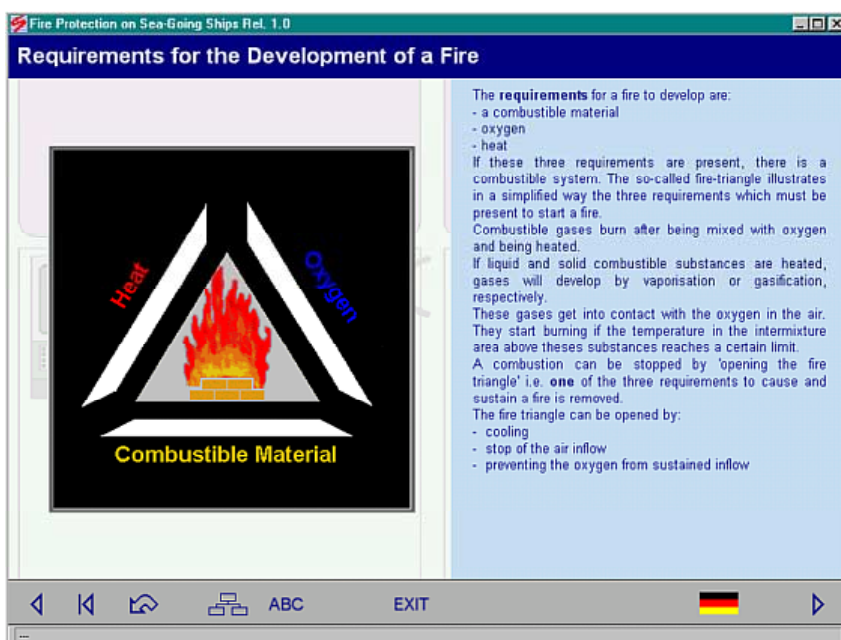 Fire Protection on Sea-Going Ships Rel. 1.0
Requirements for the Development of a Fire
Heat
Oxygen
Combustible Material
The requirements for a fire to develop are:
- a combustible material
- oxygen
- heat
If these three requirements are present, there is a
combustible system. The so-called fire-triangle illustrates
in a simplified way the three requirements which must be
present to start a fire.
Combustible gases burn after being mixed with oxygen
and being heated.
If liquid and solid combustible substances are heated,
gases will develop by vaporisation or gasification,
respectively.
These gases get into contact with the oxygen in the air.
They start burning if the temperature in the intermixture
area above theses substances reaches a certain limit.
A combustion can be stopped by 'opening the fire
triangle' i.e. one of the three requirements to cause and
sustain a fire is removed.
The fire triangle can be opened by:
- cooling
- stop of the air inflow
- preventing the oxygen from sustained inflow
ABC
EXIT
...